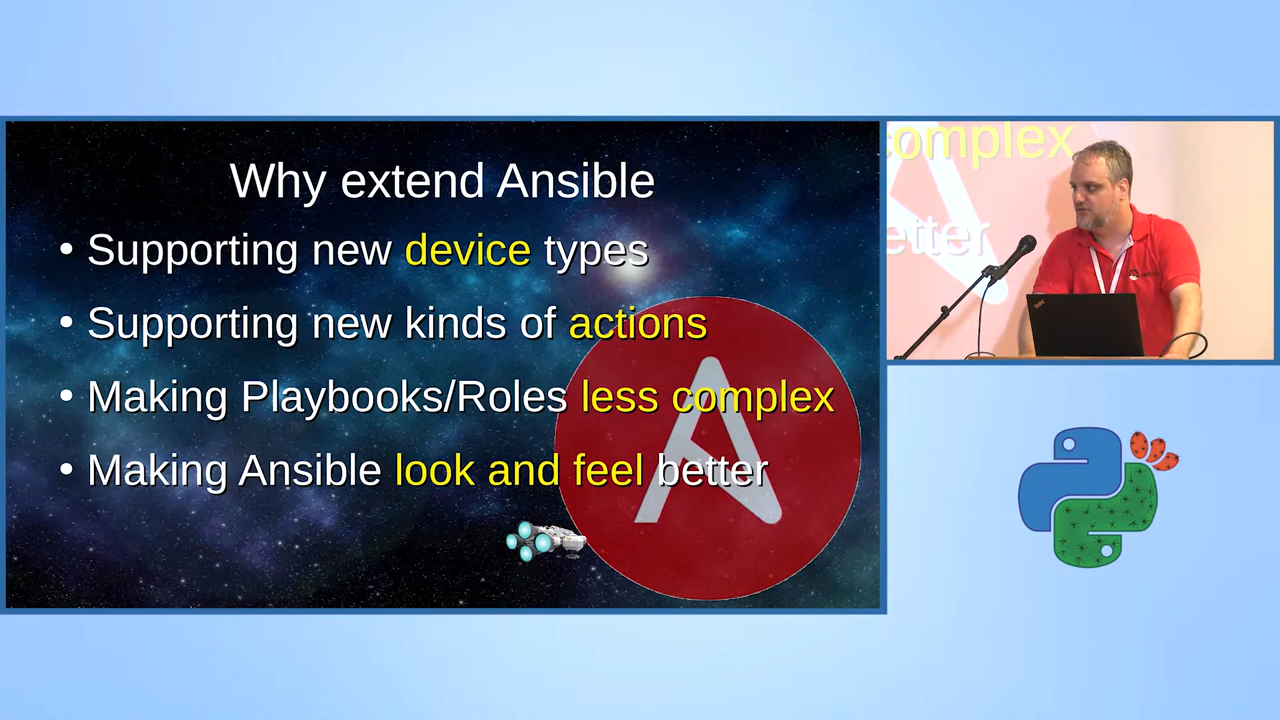 Why extend Ansible
• Supporting new device types
• Supporting new kinds of actions
• Making Playbooks/Roles less complex
• Making Ansible look and feel better
complex
etter